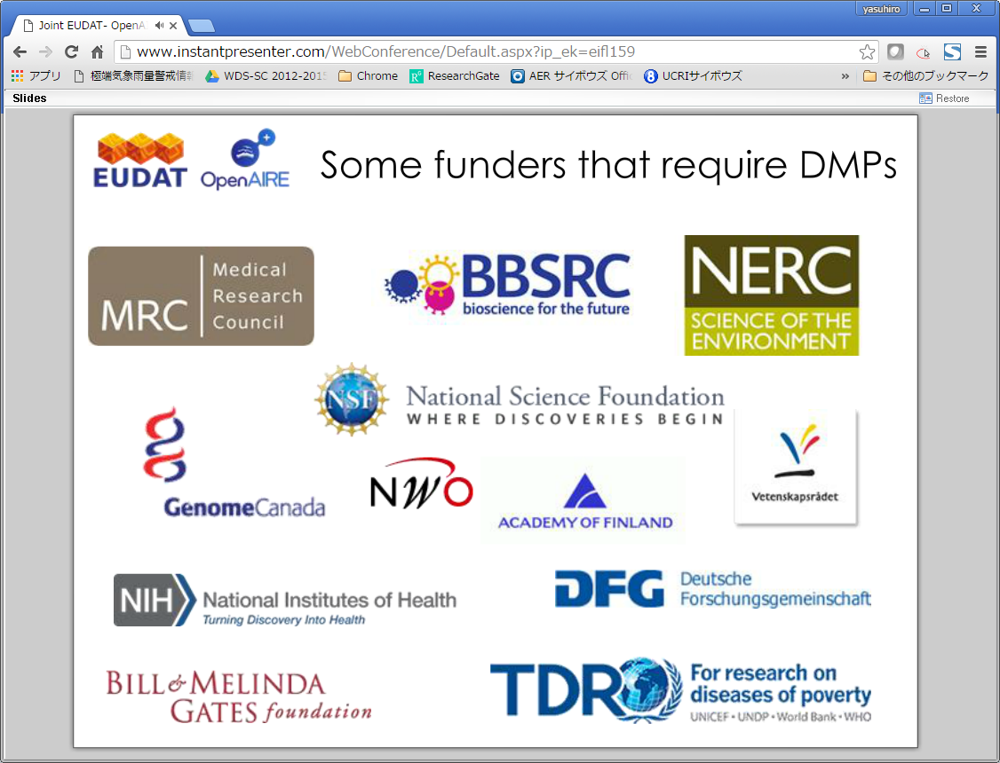 yasuhiro
Joint EUDAT- OpenA
www.instantpresenter.com/WebConference/Default.aspx?ip_ek=eifl159
アプリ 極端気象雨量警戒情報 WDS-SC 2012-2015 Chrome ResearchGate AER サイボウズ Offi UCRIサイボウズ » その他のブックマーク
Slides Restore
EUDAT OpenAIRE
Some funders that require DMPs
MRC Medical
Research
Council
BBSRC
bioscience for the future
NERC
SCIENCE OF THE
ENVIRONMENT
NSF National Science Foundation
WHERE DISCOVERIES BEGIN
GenomeCanada
NWO
ACADEMY OF FINLAND
Vetenskapsrådet
NIH National Institutes of Health
Turning Discovery Into Health
DFG Deutsche
Forschungsgemeinschaft
BILL & MELINDA
GATES foundation
TDR For research on
diseases of poverty
UNICEF • UNDP • World Bank • WHO